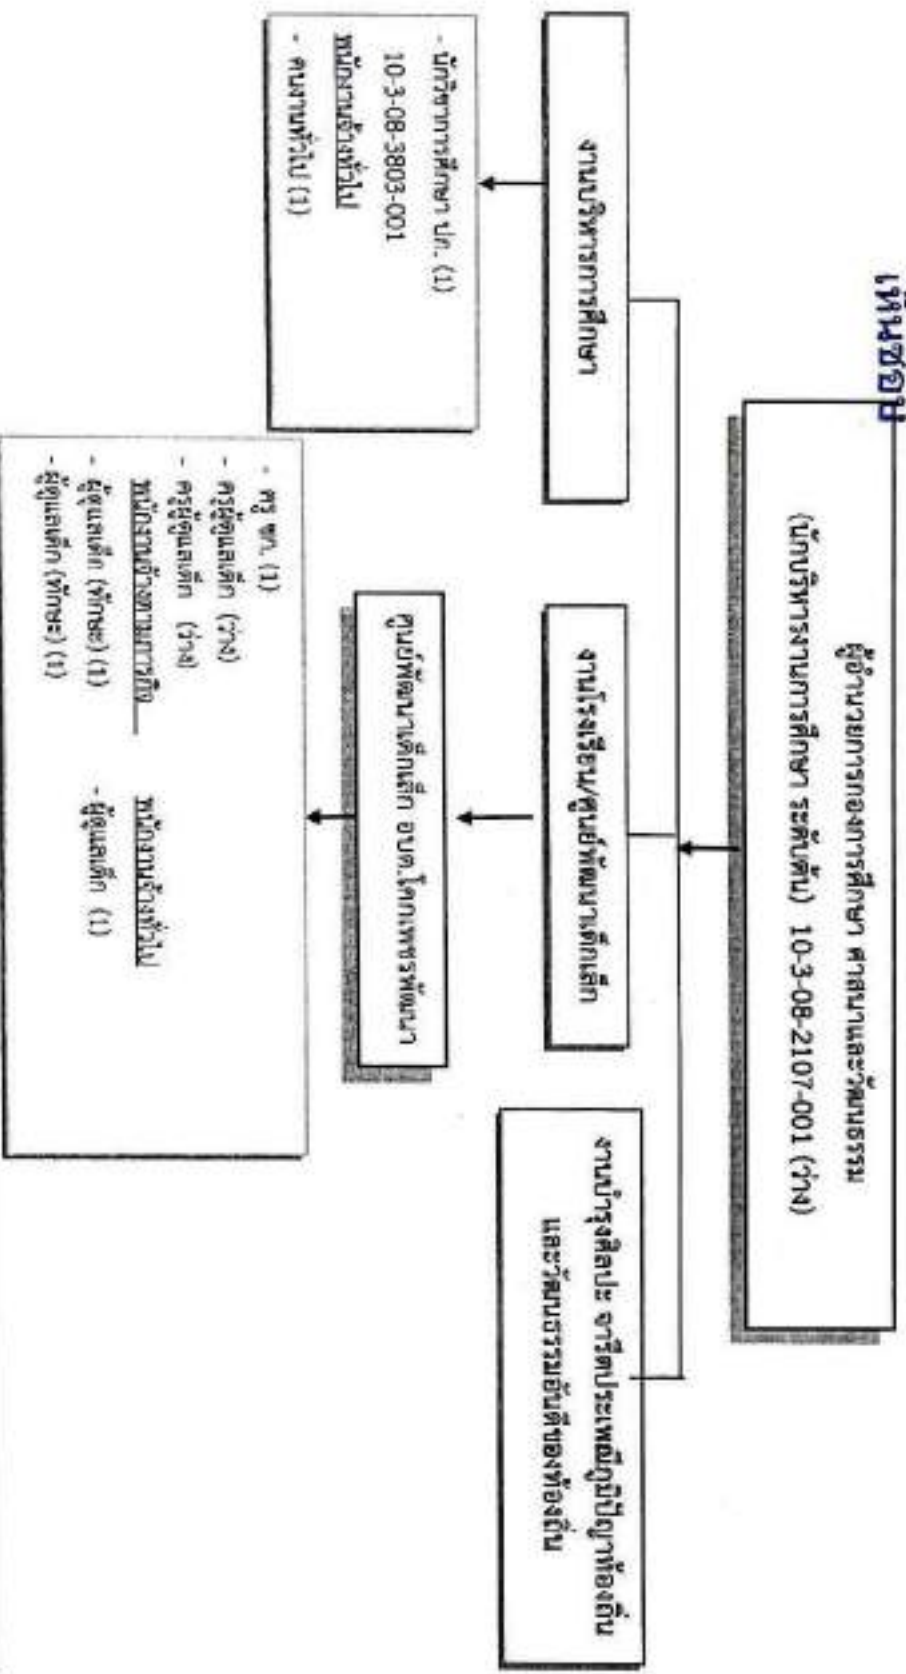 เห็นชอบ
ผู้อำนวยการกองการศึกษา ศาสนาและวัฒนธรรม
(นักบริหารงานการศึกษา ระดับต้น) 10-3-08-2107-001 (ว่าง)
งานบริหารการศึกษา
งานโรงเรียน/ศูนย์พัฒนาเด็กเล็ก
งานบำรุงศิลปะ จารีตประเพณีภูมิปัญญาท้องถิ่น
และวัฒนธรรมอันดีของท้องถิ่น
- นักวิชาการศึกษา ปก. (1)
10-3-08-3803-001
พนักงานจ้างทั่วไป
- คนงานทั่วไป (1)
ศูนย์พัฒนาเด็กเล็ก อบต.โคกเพชรพัฒนา
- ครู ชก. (1)
- ครูผู้ดูแลเด็ก (ว่าง)
- ครูผู้ดูแลเด็ก (ว่าง)
พนักงานจ้างตามภารกิจ พนักงานจ้างทั่วไป
- ผู้ดูแลเด็ก (ทักษะ) (1) - ผู้ดูแลเด็ก (1)
- ผู้ดูแลเด็ก (ทักษะ) (1)